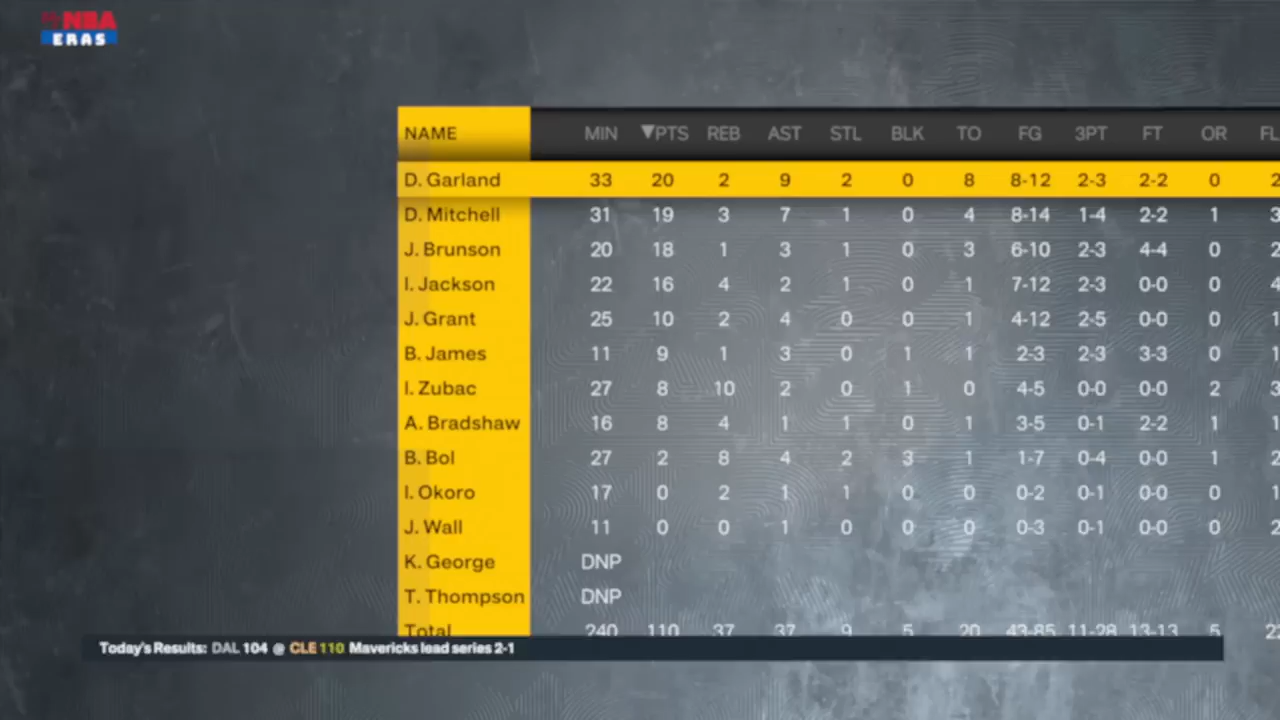 NBA
ERAS
NAME MIN ▼PTS REB AST STL BLK TO FG 3PT FT OR FL
D. Garland 33 20 2 9 2 0 8 8-12 2-3 2-2 0 2
D. Mitchell 31 19 3 7 1 0 4 8-14 1-4 2-2 1 3
J. Brunson 20 18 1 3 1 0 3 6-10 2-3 4-4 0 2
I. Jackson 22 16 4 2 1 0 1 7-12 2-3 0-0 0 4
J. Grant 25 10 2 4 0 0 1 4-12 2-5 0-0 0 1
B. James 11 9 1 3 0 1 1 2-3 2-3 3-3 0 1
I. Zubac 27 8 10 2 0 1 0 4-5 0-0 0-0 2 3
A. Bradshaw 16 8 4 1 1 0 1 3-5 0-1 2-2 1 1
B. Bol 27 2 8 4 2 3 1 1-7 0-4 0-0 1 2
I. Okoro 17 0 2 1 1 0 0 0-2 0-1 0-0 0 1
J. Wall 11 0 0 1 0 0 0 0-3 0-1 0-0 0 2
K. George DNP
T. Thompson DNP
Total 240 110 37 37 9 5 20 43-85 11-28 13-13 5
Today's Results: DAL 104 @ CLE 110 Mavericks lead series 2-1